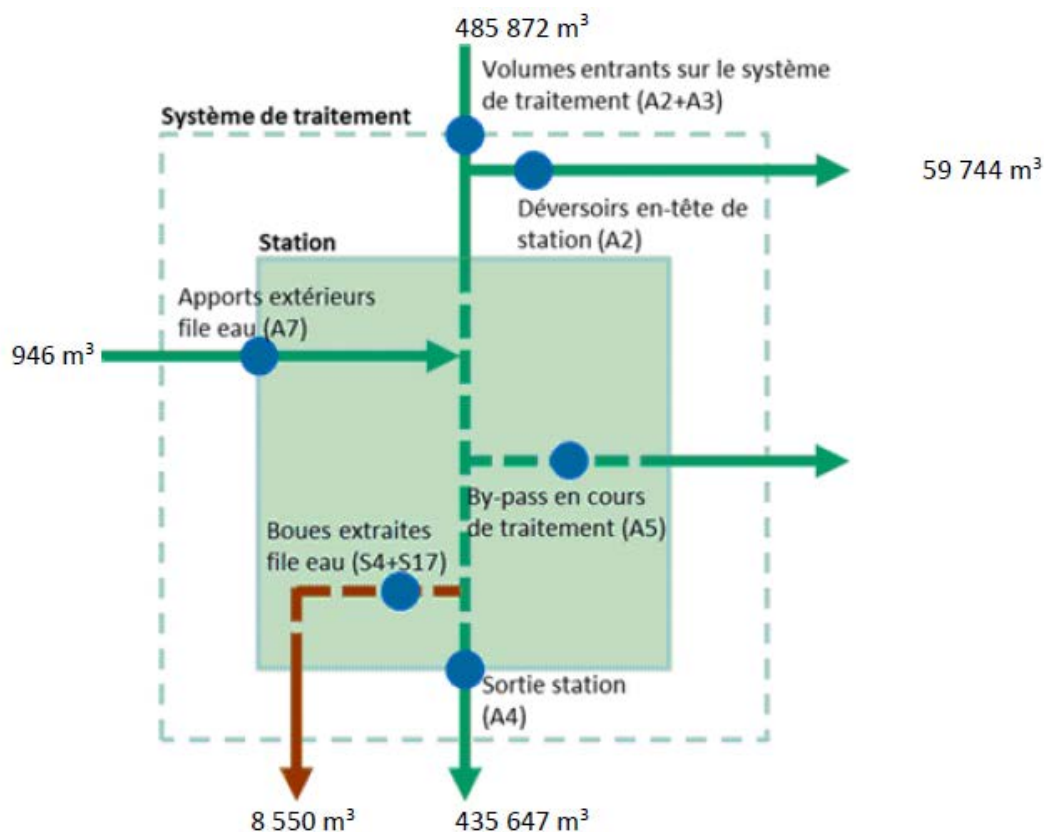 485 872 m³
Volumes entrants sur le système
de traitement (A2+A3)
Système de traitement
59 744 m³
Déversoirs en-tête de
station (A2)
Station
Apports extérieurs
file eau (A7)
946 m³
By-pass en cours
de traitement (A5)
Boues extraites
file eau (S4+S17)
Sortie station
(A4)
8 550 m³
435 647 m³